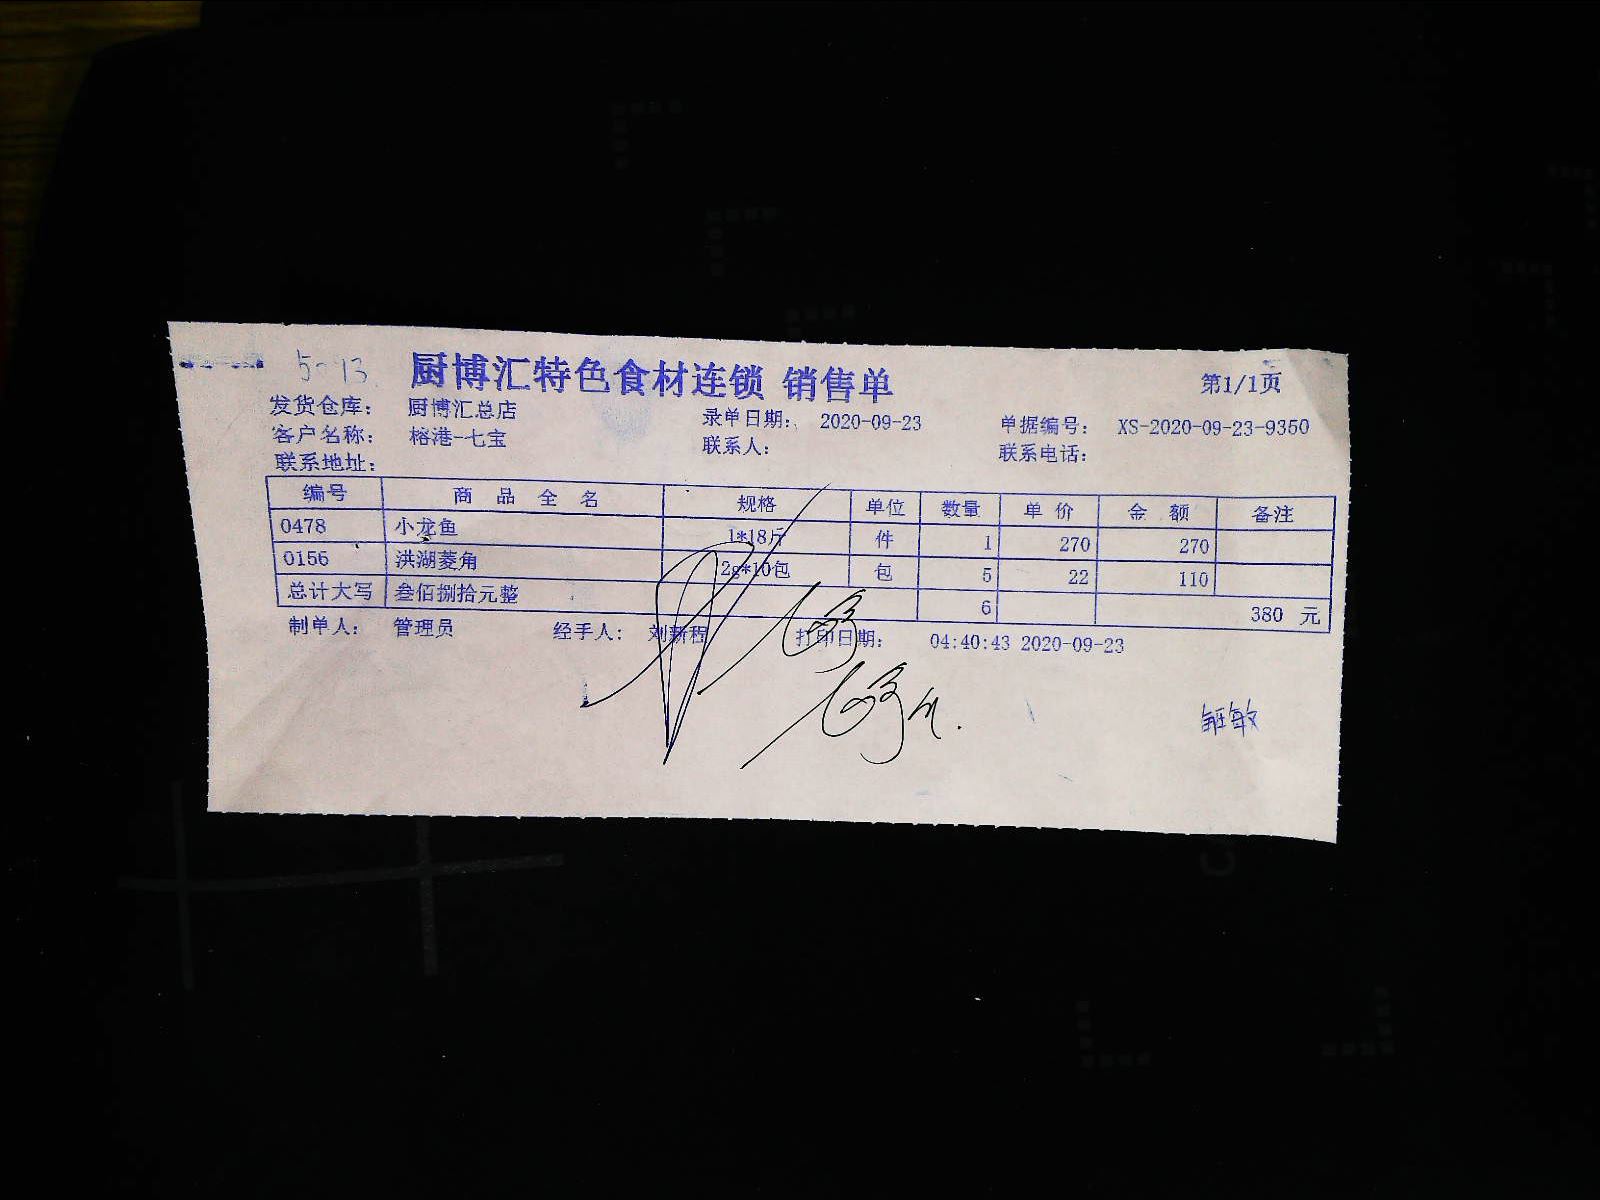 5-13
厨博汇特色食材连锁 销售单
第1/1页
发货仓库： 厨博汇总店 录单日期： 2020-09-23 单据编号： XS-2020-09-23-9350
客户名称： 榕港-七宝 联系人： 联系电话：
联系地址：
编号 商 品 全 名 规格 单位 数量 单 价 金 额 备注
0478 小龙鱼 1*18斤 件 1 270 270
0156 洪湖菱角 2g*10包 包 5 22 110
总计大写 叁佰捌拾元整 6 380 元
制单人： 管理员 经手人： 刘新程 打印日期： 04:40:43 2020-09-23